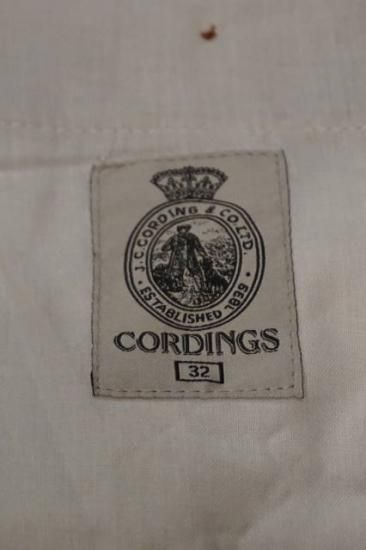 J.C. CORDING & CO. LTD.
· ESTABLISHED 1839 ·
CORDINGS
32